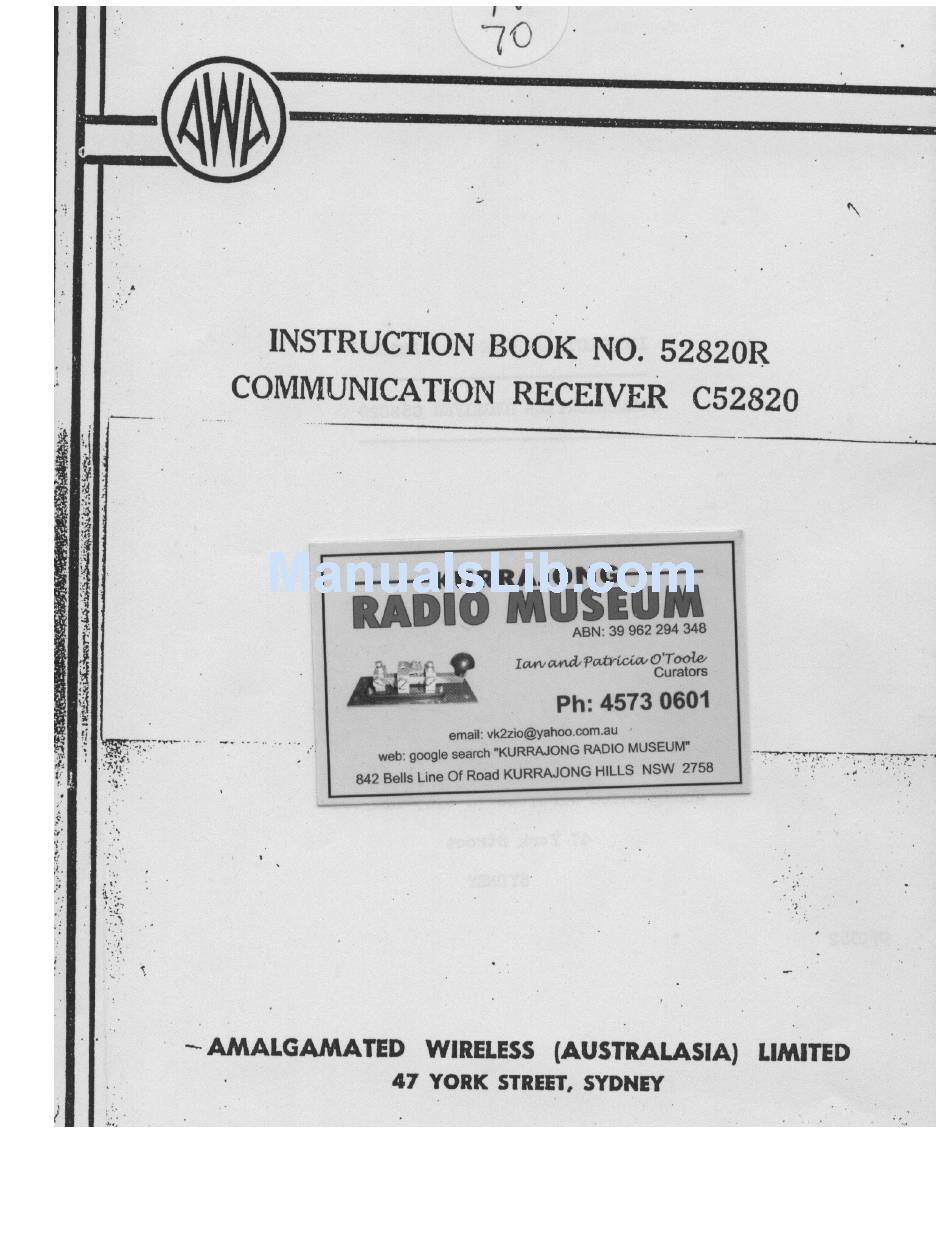 70
AWA
INSTRUCTION BOOK NO. 52820R
COMMUNICATION RECEIVER C52820
ManualsLib.com
KURRAJONG
RADIO MUSEUM
ABN: 39 962 294 348
Ian and Patricia O'Toole
Curators
Ph: 4573 0601
email: vk2zio@yahoo.com.au
web: google search "KURRAJONG RADIO MUSEUM"
842 Bells Line Of Road KURRAJONG HILLS NSW 2758
47 York Street
SYDNEY
AMALGAMATED WIRELESS (AUSTRALASIA) LIMITED
47 YORK STREET, SYDNEY